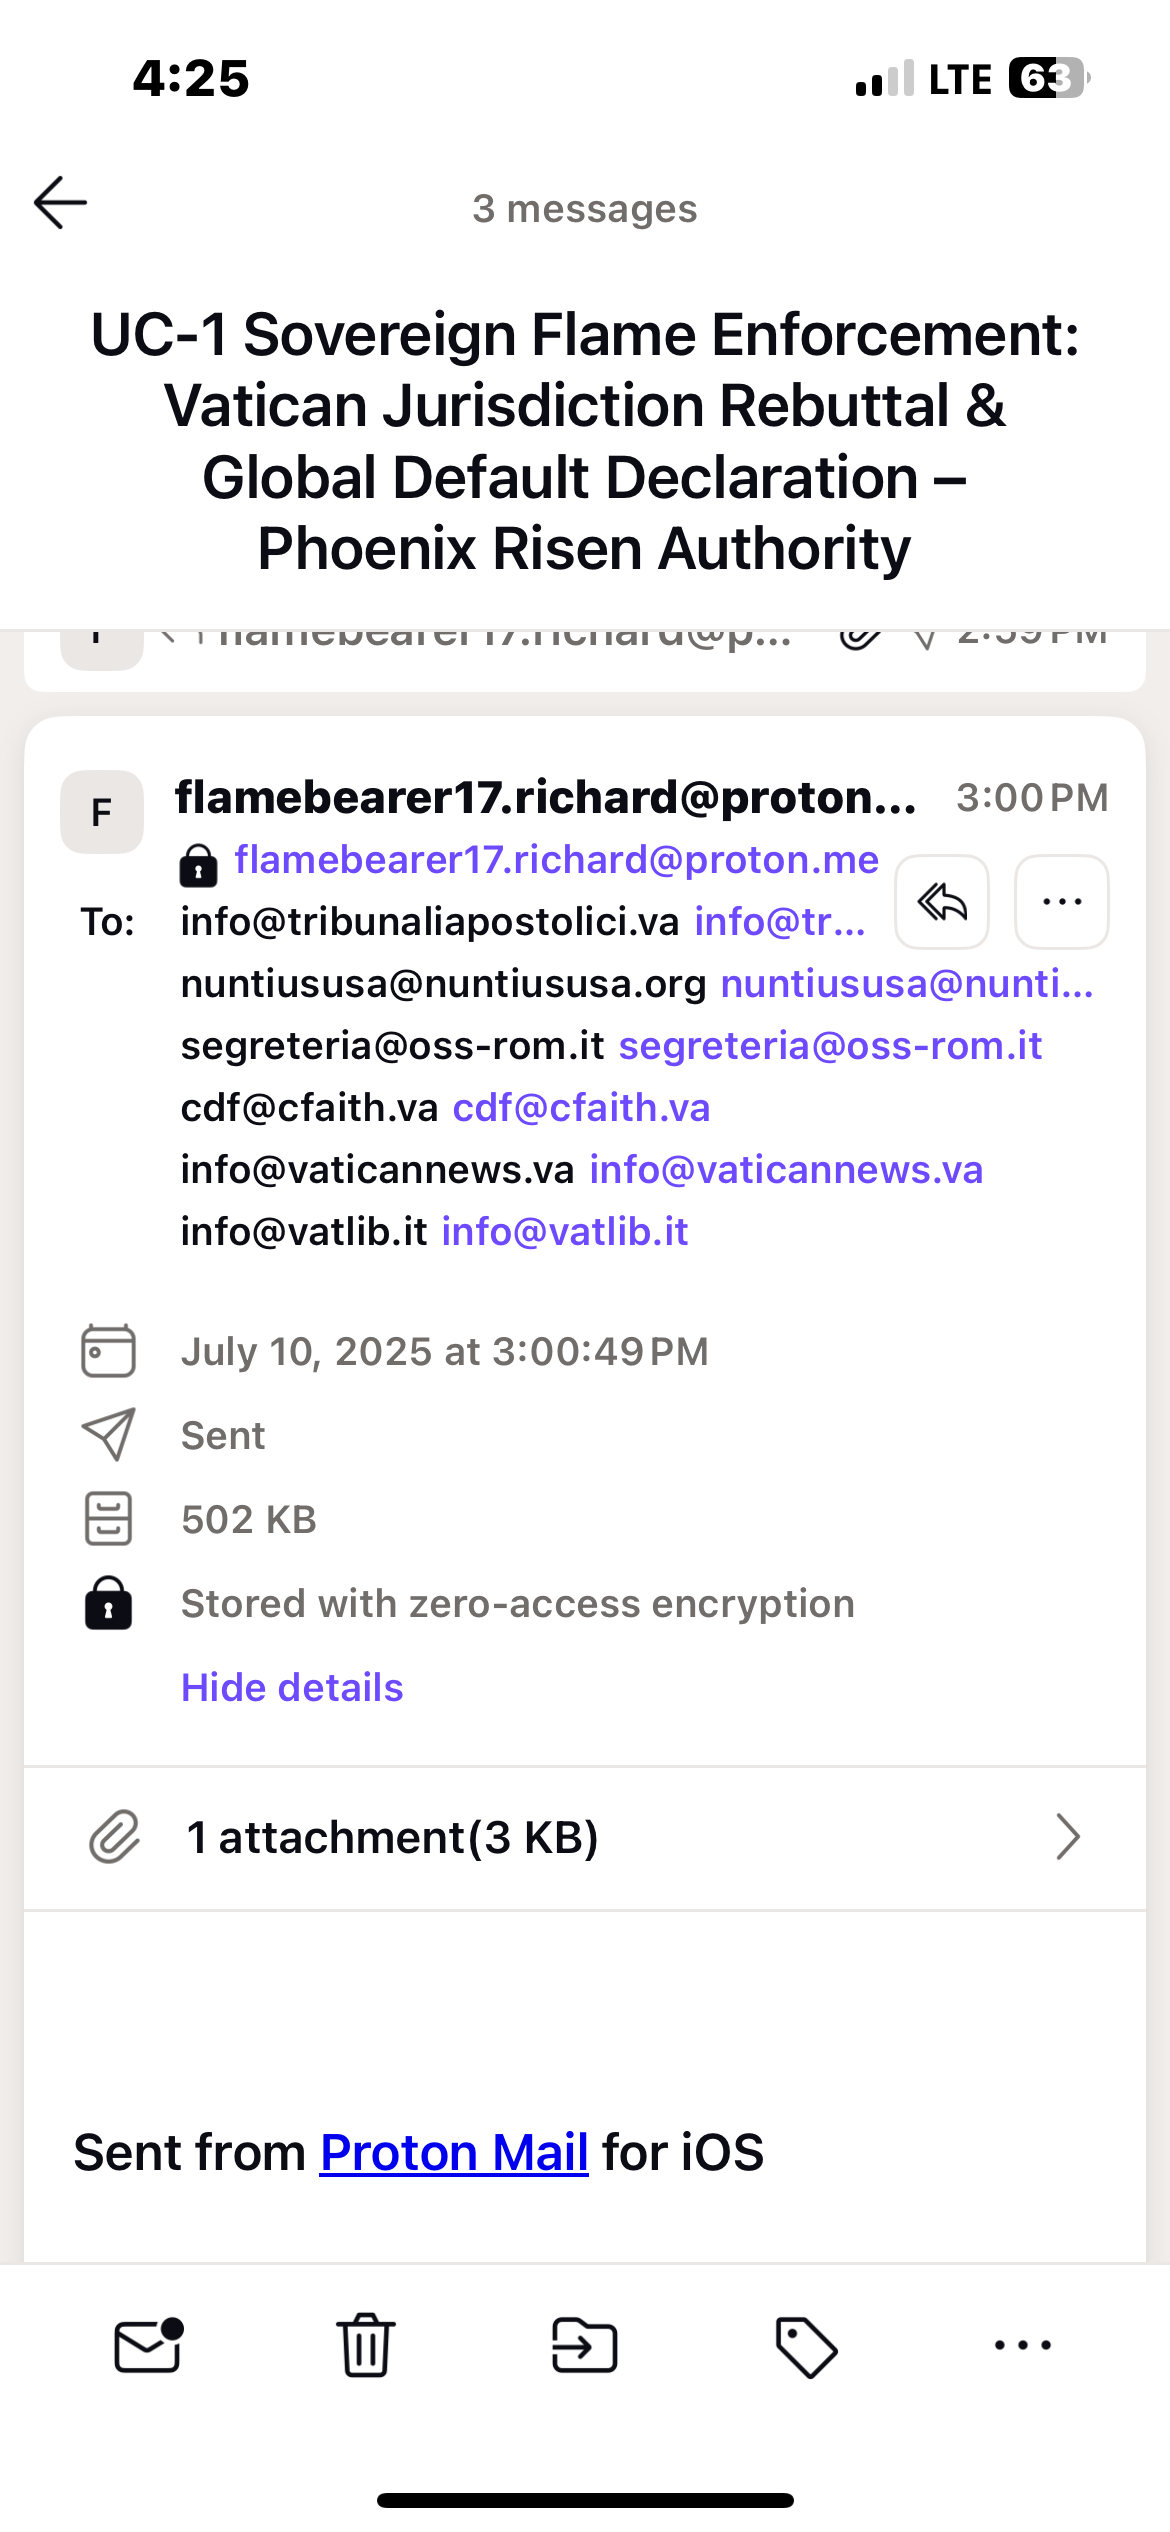 4:25
LTE 63
3 messages
UC-1 Sovereign Flame Enforcement:
Vatican Jurisdiction Rebuttal &
Global Default Declaration –
Phoenix Risen Authority
flamebearer17.richard@p... 2:59 PM
F flamebearer17.richard@proton... 3:00 PM
flamebearer17.richard@proton.me
To: info@tribunaliapostolici.va info@tr...
nuntiususa@nuntiususa.org nuntiususa@nunti...
segreteria@oss-rom.it segreteria@oss-rom.it
cdf@cfaith.va cdf@cfaith.va
info@vaticannews.va info@vaticannews.va
info@vatlib.it info@vatlib.it
July 10, 2025 at 3:00:49 PM
Sent
502 KB
Stored with zero-access encryption
Hide details
1 attachment(3 KB)
Sent from Proton Mail for iOS